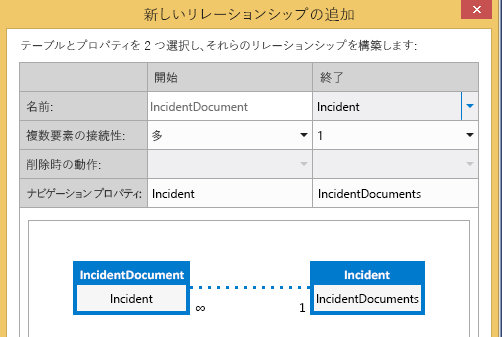 新しいリレーションシップの追加
テーブルとプロパティを 2 つ選択し、それらのリレーションシップを構築します:
開始 終了
名前: IncidentDocument Incident
複数要素の接続性: 多 1
削除時の動作:
ナビゲーション プロパティ: Incident IncidentDocuments
IncidentDocument Incident
Incident IncidentDocuments
∞ 1